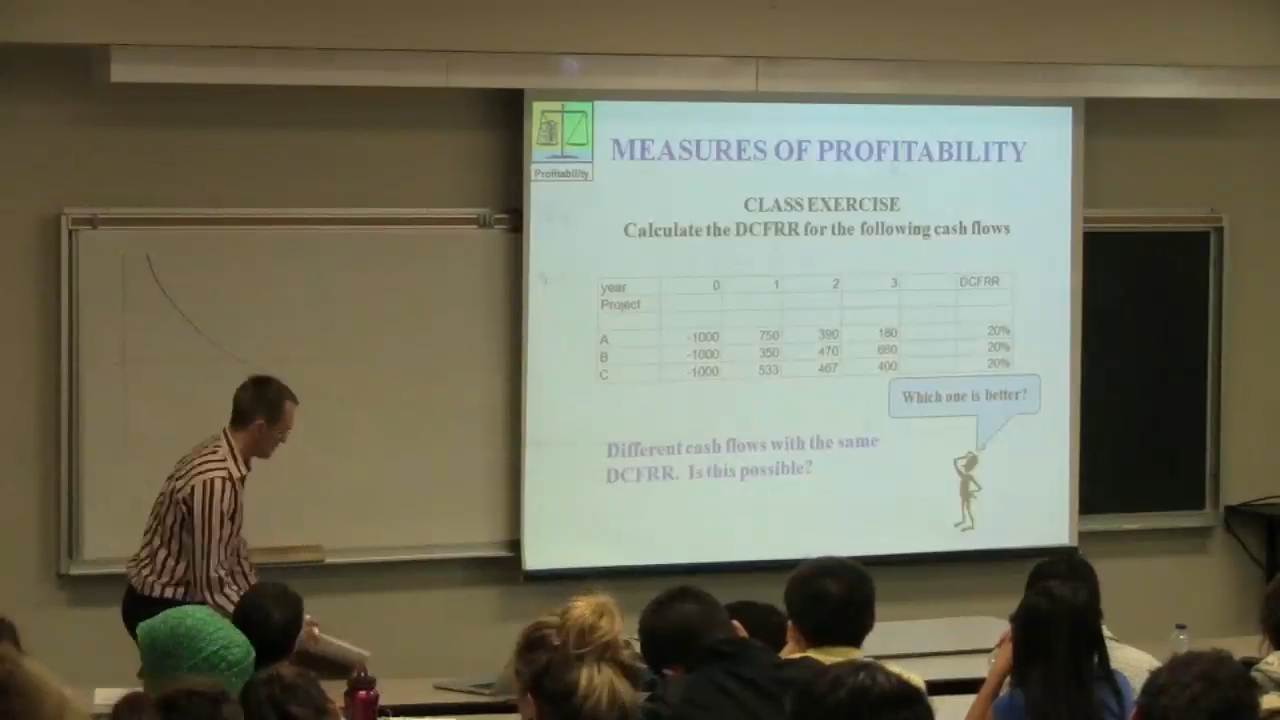 MEASURES OF PROFITABILITY
Profitability
CLASS EXERCISE
Calculate the DCFRR for the following cash flows
year 0 1 2 3 DCFRR
Project
A -1000 750 390 180 20%
B -1000 350 470 660 20%
C -1000 533 467 400 20%
Which one is better?
Different cash flows with the same
DCFRR. Is this possible?